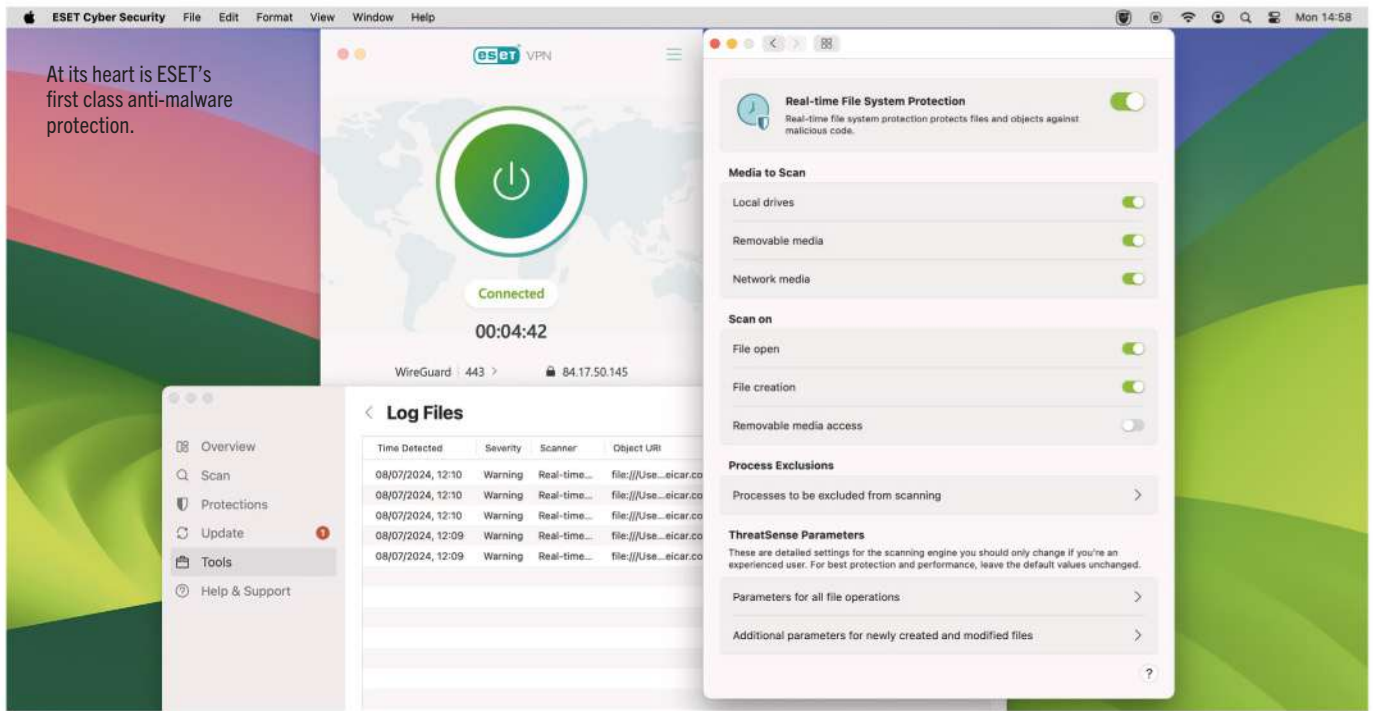 ESET Cyber Security File Edit Format View Window Help
Mon 14:58
At its heart is ESET's
first class anti-malware
protection.
eset VPN
Connected
00:04:42
WireGuard 443 > 84.17.50.145
< Log Files
Overview
Scan
Protections
Update 1
Tools
Help & Support
Time Detected Severity Scanner Object URI
08/07/2024, 12:10 Warning Real-time... file:///Use...eicar.co
08/07/2024, 12:10 Warning Real-time... file:///Use...eicar.co
08/07/2024, 12:10 Warning Real-time... file:///Use...eicar.co
08/07/2024, 12:09 Warning Real-time... file:///Use...eicar.co
08/07/2024, 12:09 Warning Real-time... file:///Use...eicar.co
Real-time File System Protection
Real-time file system protection protects files and objects against
malicious code.
Media to Scan
Local drives
Removable media
Network media
Scan on
File open
File creation
Removable media access
Process Exclusions
Processes to be excluded from scanning
ThreatSense Parameters
These are detailed settings for the scanning engine you should only change if you're an
experienced user. For best protection and performance, leave the default values unchanged.
Parameters for all file operations
Additional parameters for newly created and modified files
?